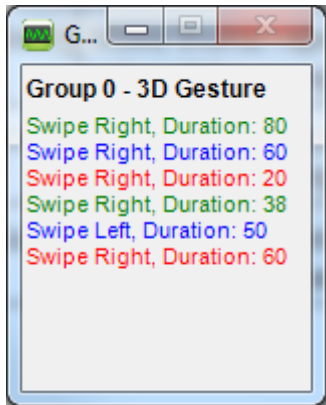 G...
Group 0 - 3D Gesture
Swipe Right, Duration: 80
Swipe Right, Duration: 60
Swipe Right, Duration: 20
Swipe Right, Duration: 38
Swipe Left, Duration: 50
Swipe Right, Duration: 60